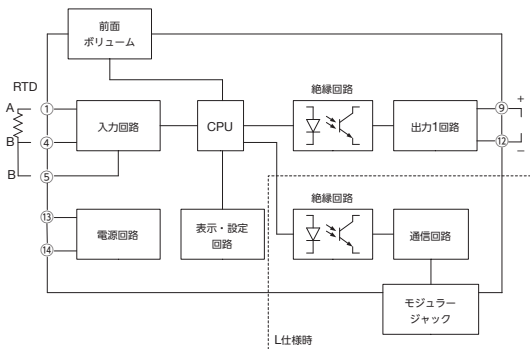 前面
ボリューム
RTD
絶縁回路
A
①
入力回路
CPU
出力1回路
⑨
+
B
④
⑫
−
B
⑤
絶縁回路
⑬
電源回路
表示・設定
回路
通信回路
⑭
モジュラー
ジャック
L仕様時